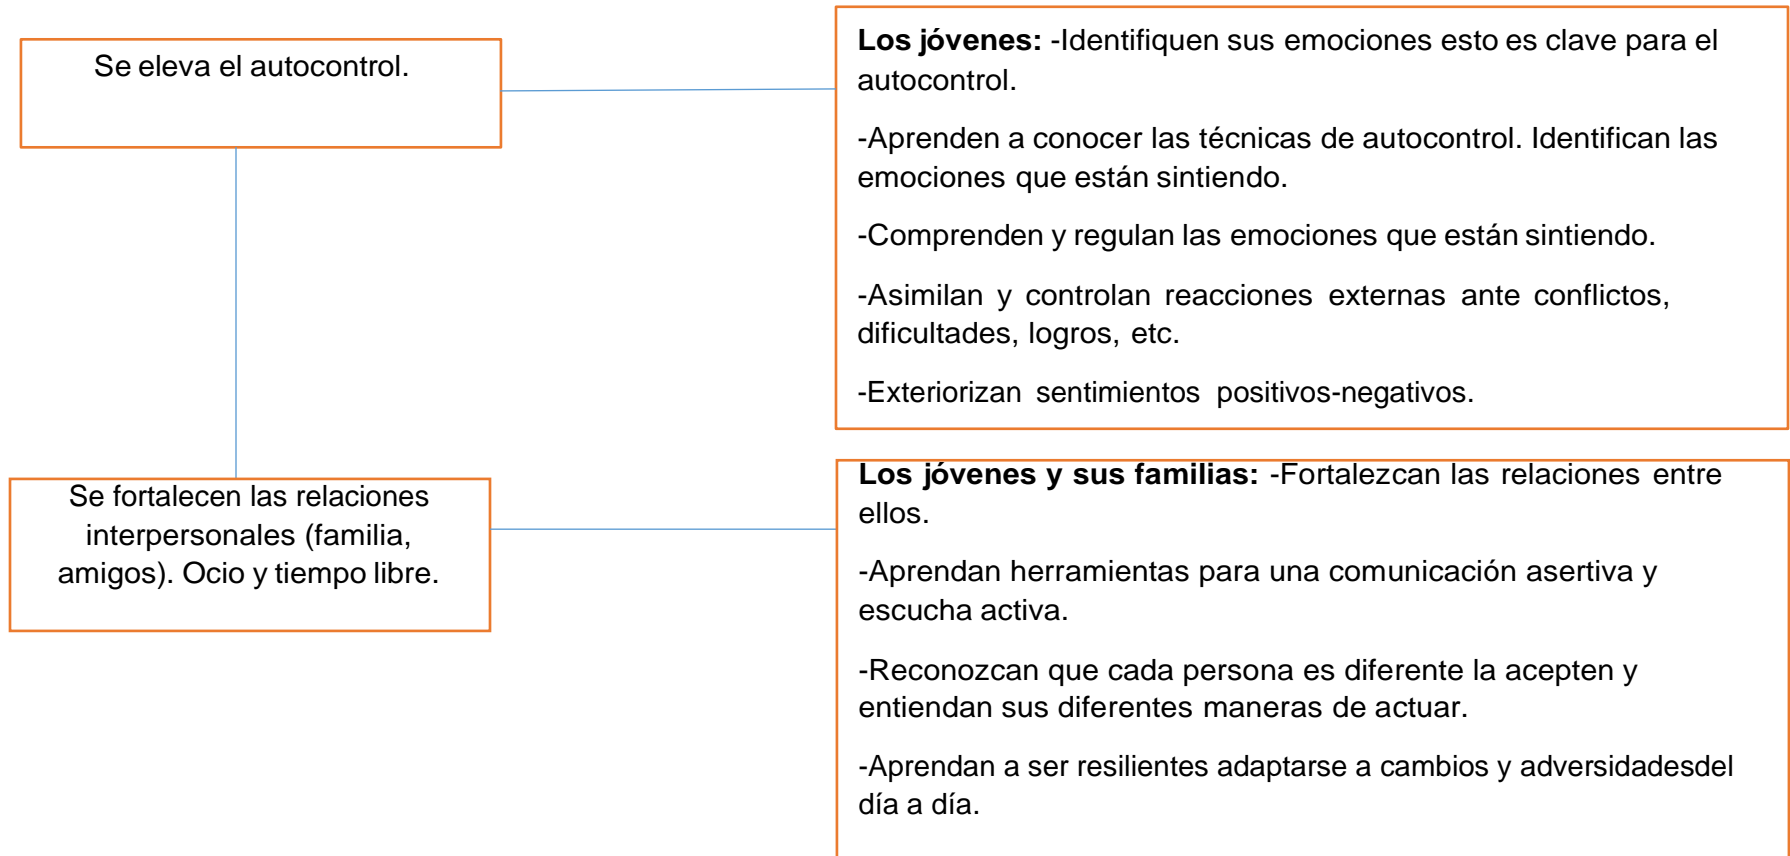 Se eleva el autocontrol.
Los jóvenes: -Identifiquen sus emociones esto es clave para el
autocontrol.
-Aprenden a conocer las técnicas de autocontrol. Identifican las
emociones que están sintiendo.
-Comprenden y regulan las emociones que están sintiendo.
-Asimilan y controlan reacciones externas ante conflictos,
dificultades, logros, etc.
-Exteriorizan sentimientos positivos-negativos.
Se fortalecen las relaciones
interpersonales (familia,
amigos). Ocio y tiempo libre.
Los jóvenes y sus familias: -Fortalezcan las relaciones entre
ellos.
-Aprendan herramientas para una comunicación asertiva y
escucha activa.
-Reconozcan que cada persona es diferente la acepten y
entiendan sus diferentes maneras de actuar.
-Aprendan a ser resilientes adaptarse a cambios y adversidadesdel
día a día.